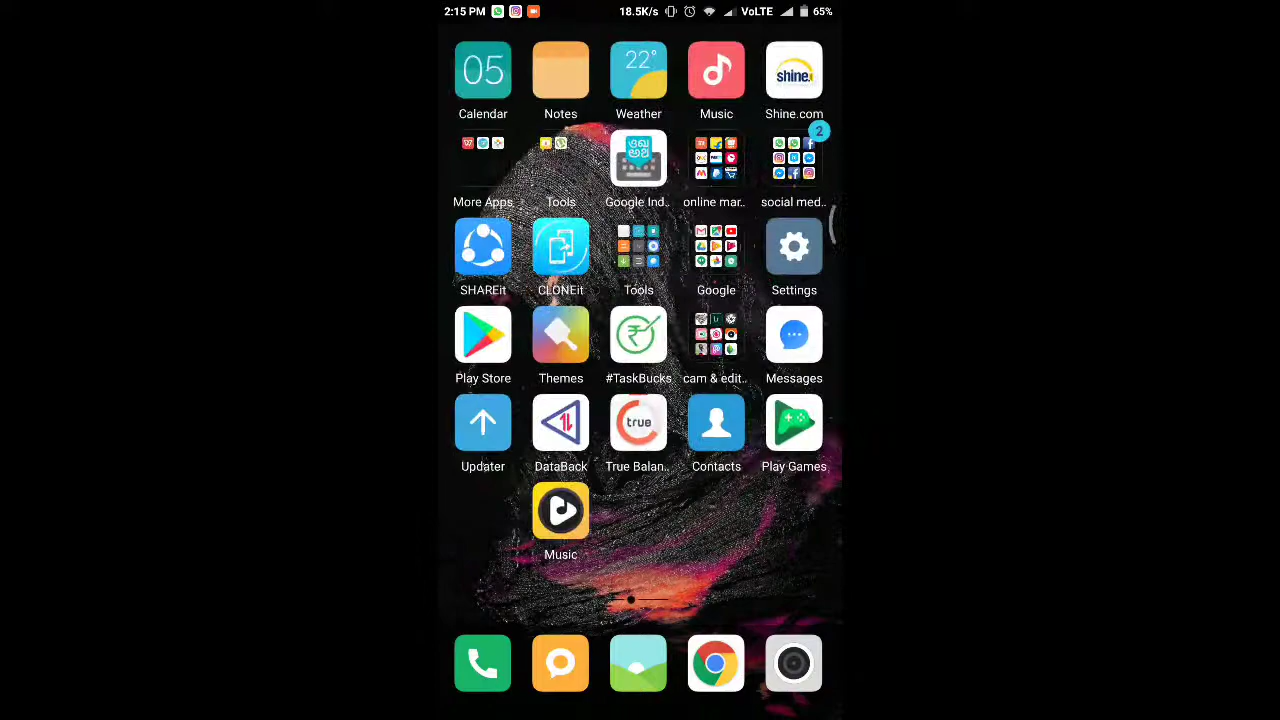 2:15 PM 18.5K/s VoLTE 65%
05 22° shine.
Calendar Notes Weather Music Shine.com
2
More Apps Tools Google Ind.. online mar.. social med..
SHAREit CLONEit Tools Google Settings
Play Store Themes #TaskBucks cam & edit.. Messages
true
Updater DataBack True Balan.. Contacts Play Games
Music